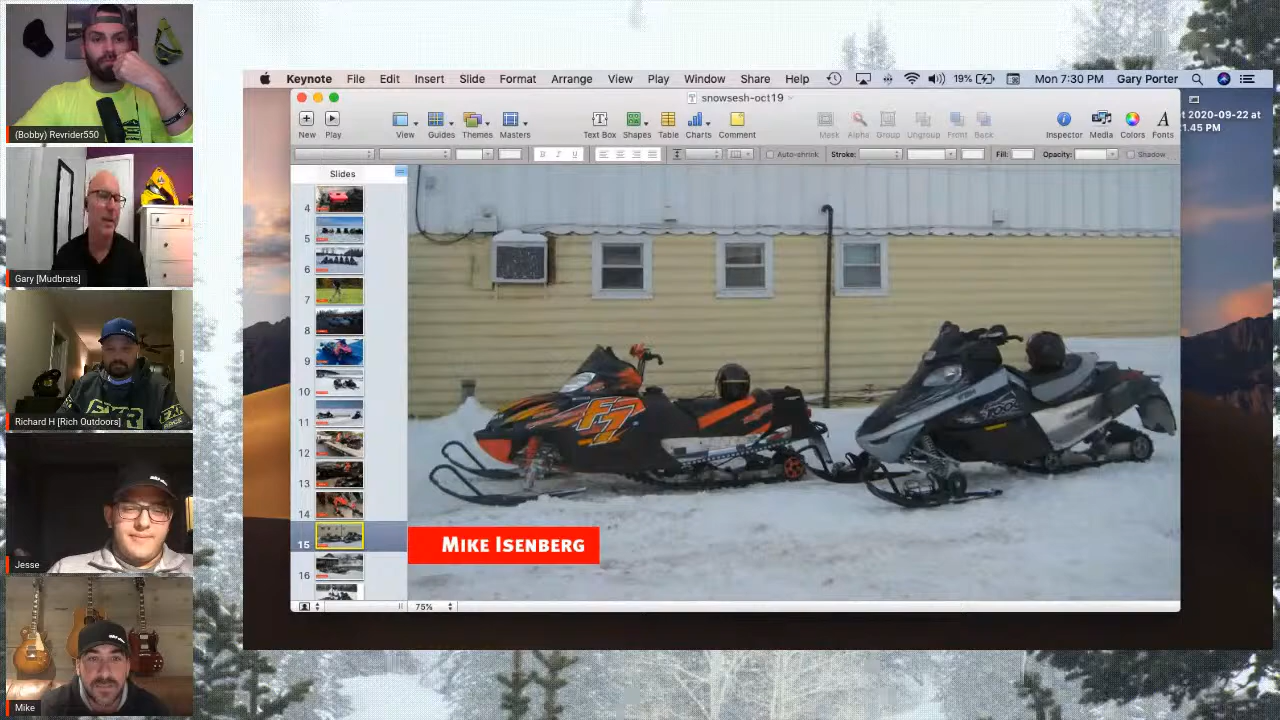 (Bobby) Revrider550
Gary [Mudbrats]
Richard H [Rich Outdoors]
FXR
Jesse
Mike
Keynote File Edit Insert Slide Format Arrange View Play Window Share Help 19% Mon 7:30 PM Gary Porter
snowsesh-oct19
New Play View Guides Themes Masters Text Box Shapes Table Charts Comment Mask Alpha Group Ungroup Front Back Inspector Media Colors Fonts
B I U Auto-shrink Stroke: Fill: Opacity: Shadow
Slides
4
5
6
7
8
9
10
11
12
13
14
15
16
F7
MIKE ISENBERG
75%
t 2020-09-22 at
1.45 PM